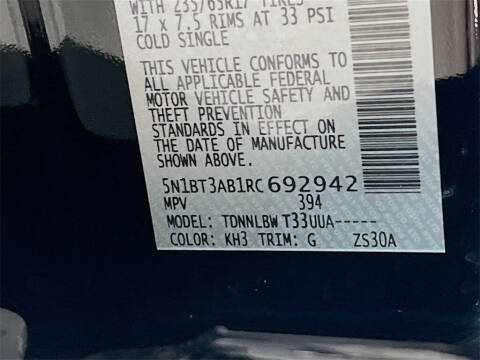 WITH 235/65R17 TIRES
17 x 7.5 RIMS AT 33 PSI
COLD SINGLE
THIS VEHICLE CONFORMS TO
ALL APPLICABLE FEDERAL
MOTOR VEHICLE SAFETY AND
THEFT PREVENTION
STANDARDS IN EFFECT ON
THE DATE OF MANUFACTURE
SHOWN ABOVE.
5N1BT3AB1RC692942
MPV 394
MODEL: TDNNLBW T33UUA-----
COLOR: KH3 TRIM: G ZS30A